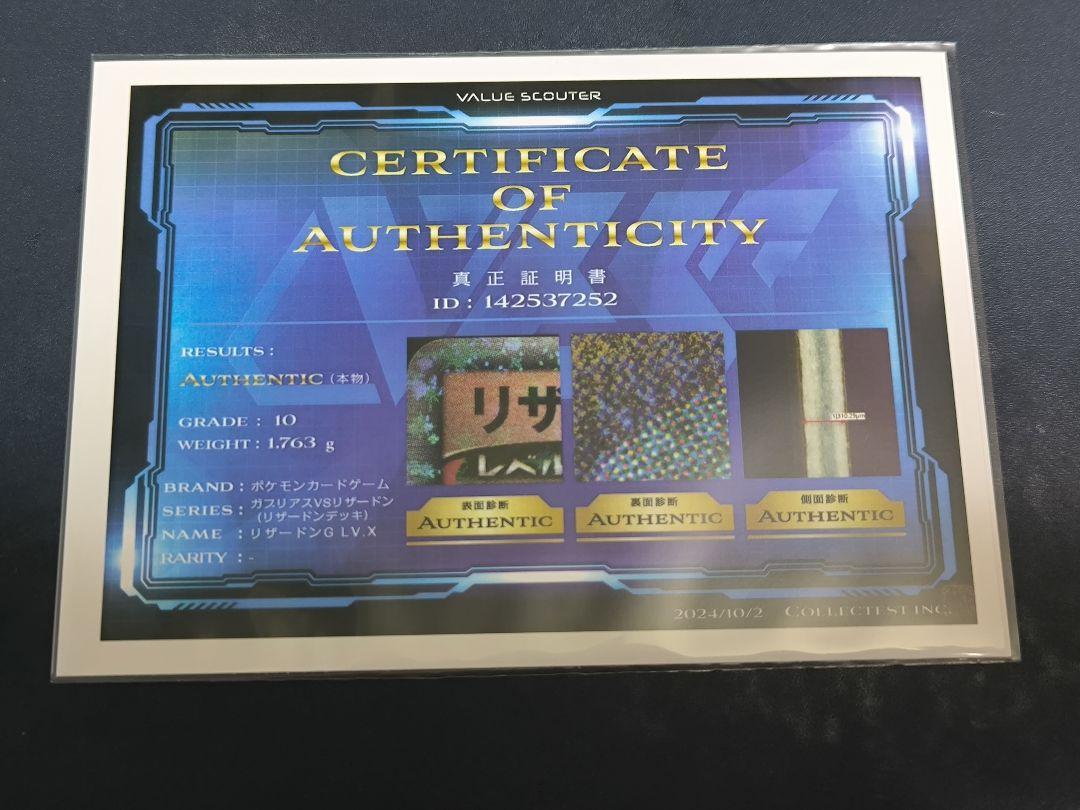 VALUE SCOUTER
CERTIFICATE
OF
AUTHENTICITY
真正証明書
ID : 142537252
RESULTS :
AUTHENTIC (本物)
GRADE : 10
WEIGHT : 1.763 g
BRAND : ポケモンカードゲーム
SERIES : ガブリアスVSリザードン
(リザードンデッキ)
NAME : リザードンG LV.X
RARITY : -
リザ
レベル
表面診断
AUTHENTIC
裏面診断
AUTHENTIC
側面診断
AUTHENTIC
2024/10/2 COLLECTEST INC.